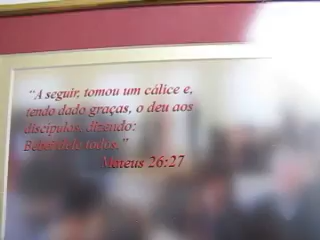 "A seguir, tomou um cálice e,
tendo dado graças, o deu aos
discípulos, dizendo:
Bebei dele todos."
Mateus 26:27